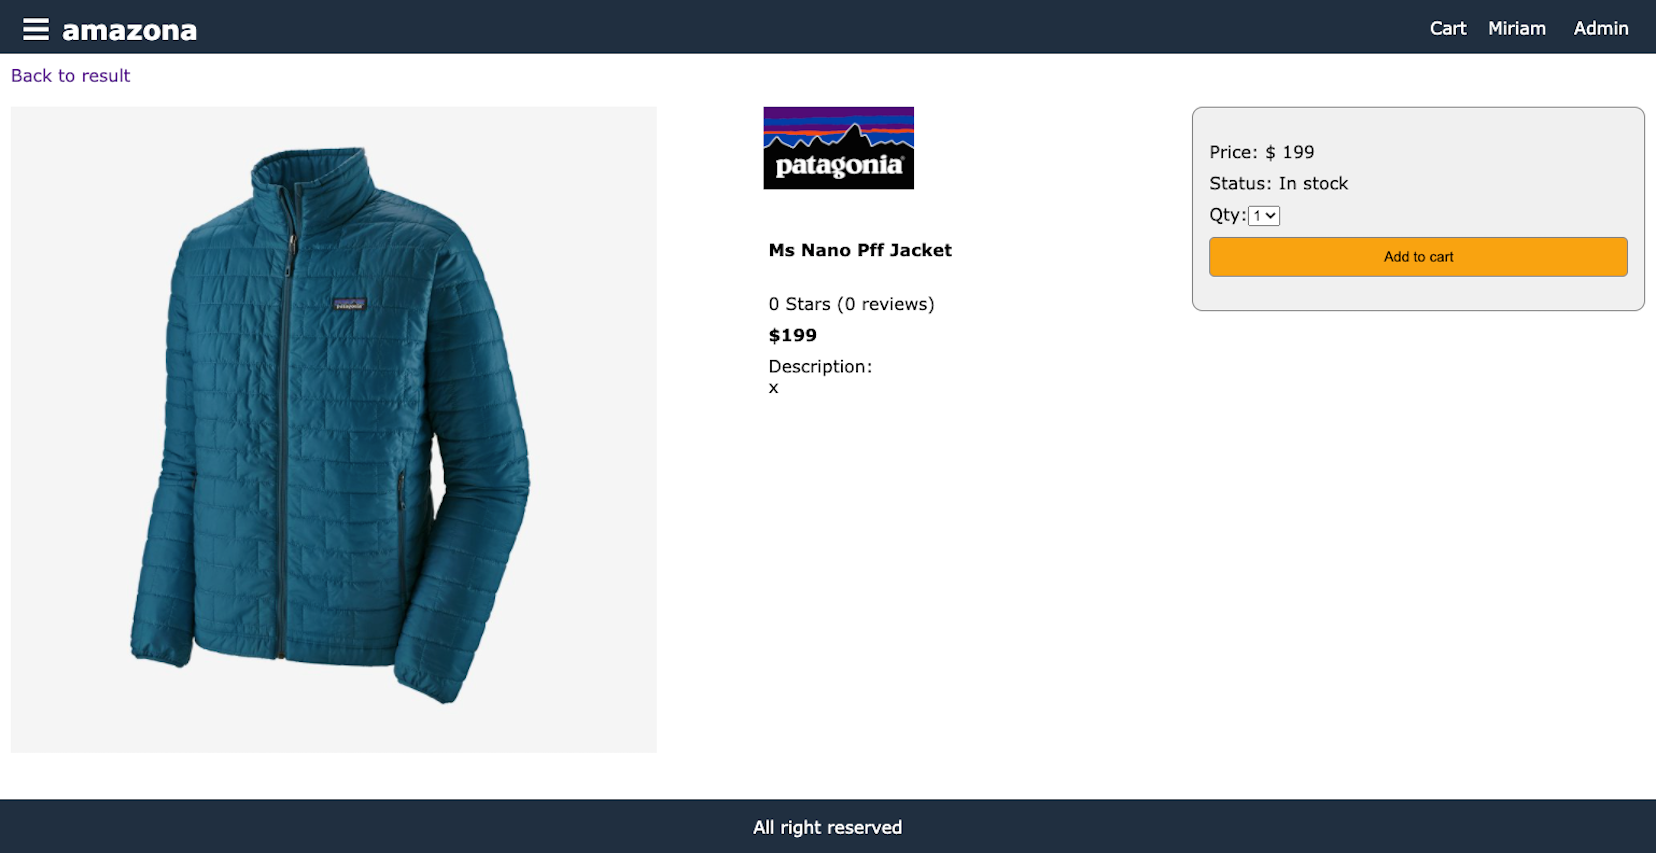 amazona
Cart Miriam Admin
Back to result
patagonia
patagonia
Ms Nano Pff Jacket
0 Stars (0 reviews)
$199
Description:
x
Price: $ 199
Status: In stock
Qty: 1
Add to cart
All right reserved